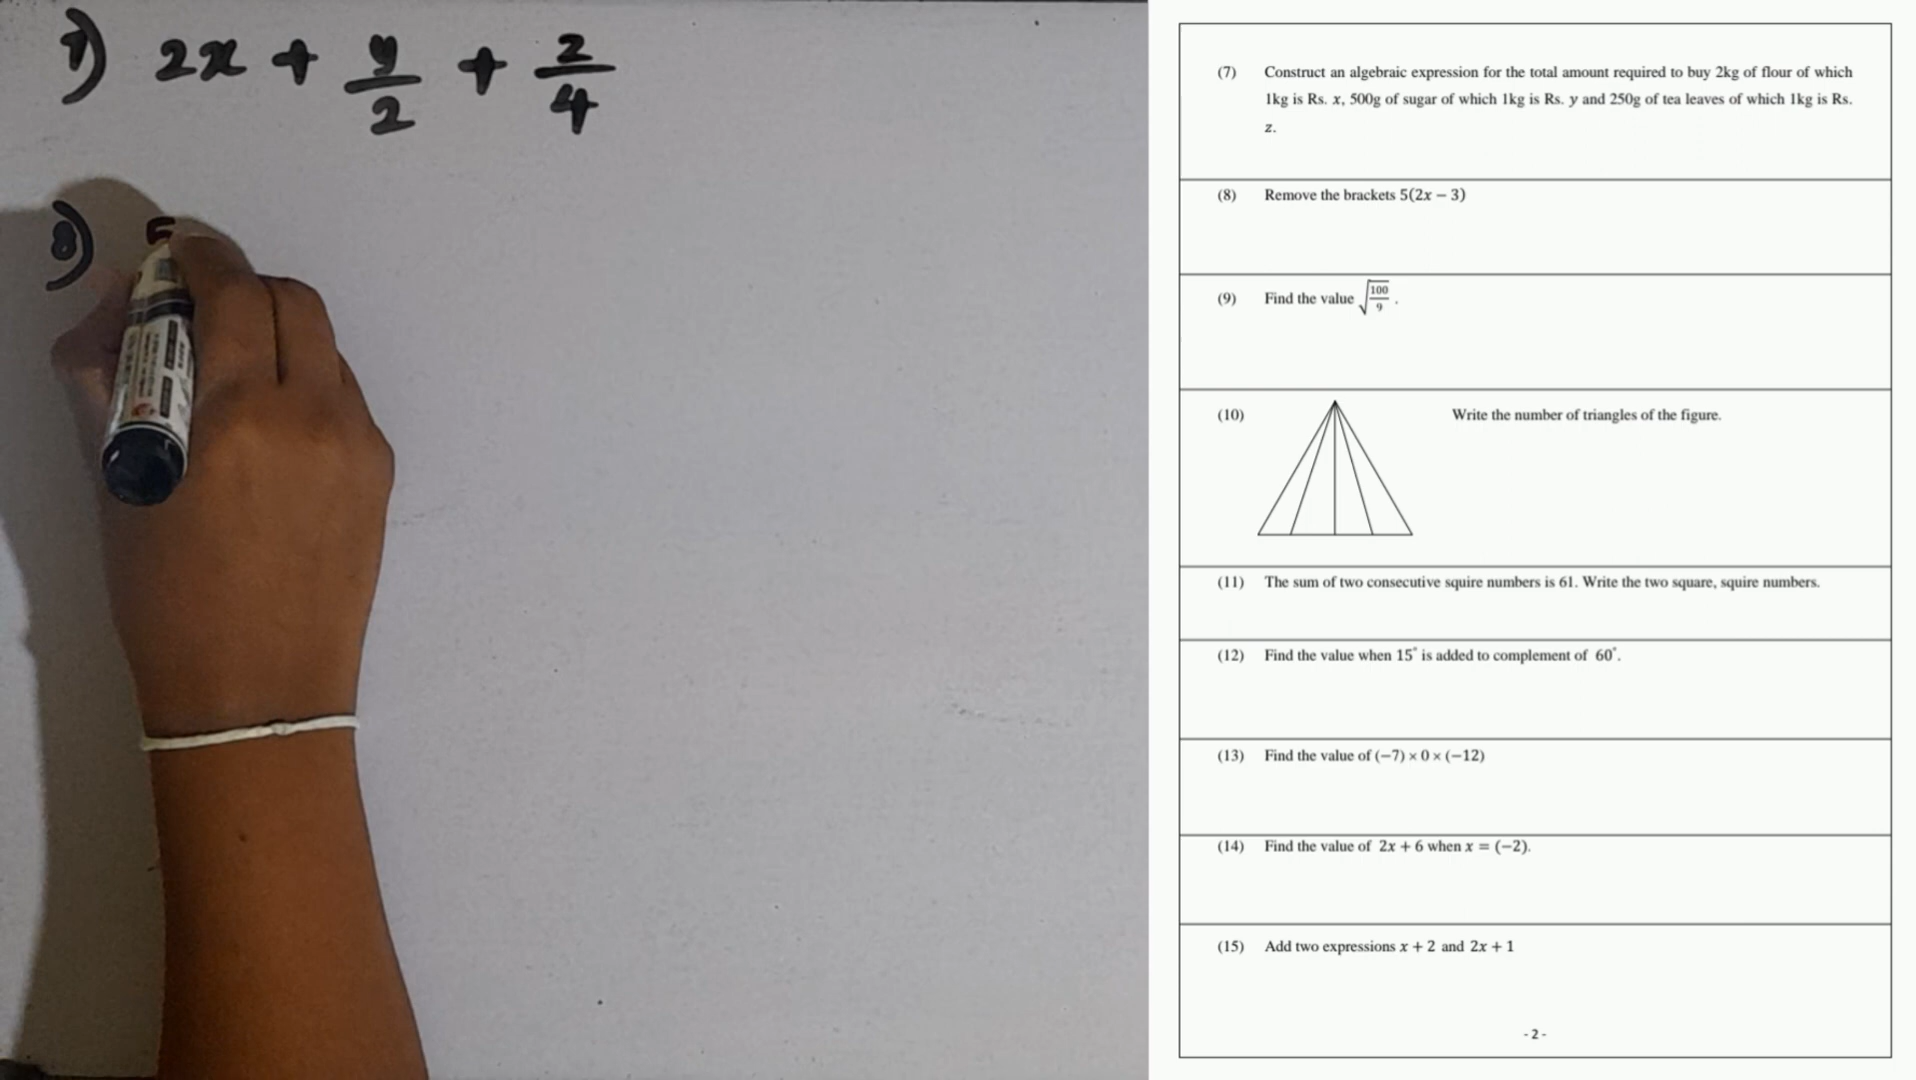 7) 2x + y/2 + z/4
8) 5
(7) Construct an algebraic expression for the total amount required to buy 2kg of flour of which
1kg is Rs. x, 500g of sugar of which 1kg is Rs. y and 250g of tea leaves of which 1kg is Rs.
z.
(8) Remove the brackets 5(2x − 3)
(9) Find the value √(100/9) .
(10) Write the number of triangles of the figure.
(11) The sum of two consecutive squire numbers is 61. Write the two square, squire numbers.
(12) Find the value when 15° is added to complement of 60°.
(13) Find the value of (−7) × 0 × (−12)
(14) Find the value of 2x + 6 when x = (−2).
(15) Add two expressions x + 2 and 2x + 1
- 2 -